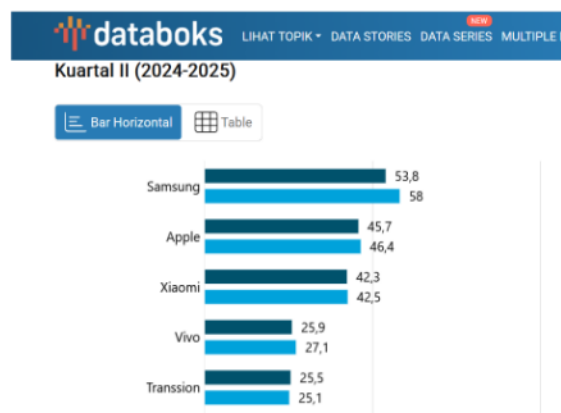 databoks LIHAT TOPIK DATA STORIES DATA SERIES NEW MULTIPLE
Kuartal II (2024-2025)
Bar Horizontal Table
Samsung 53,8
58
Apple 45,7
46,4
Xiaomi 42,3
42,5
Vivo 25,9
27,1
Transsion 25,5
25,1